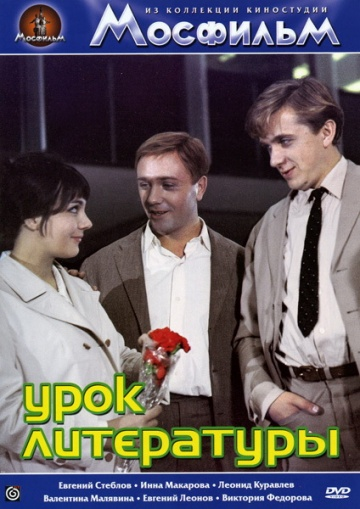 ИЗ КОЛЛЕКЦИИ КИНОСТУДИИ
Мосфильм
Мосфильм
Урок
литературы
Евгений Стеблов • Инна Макарова • Леонид Куравлев
Валентина Малявина • Евгений Леонов • Виктория Федорова
DVD